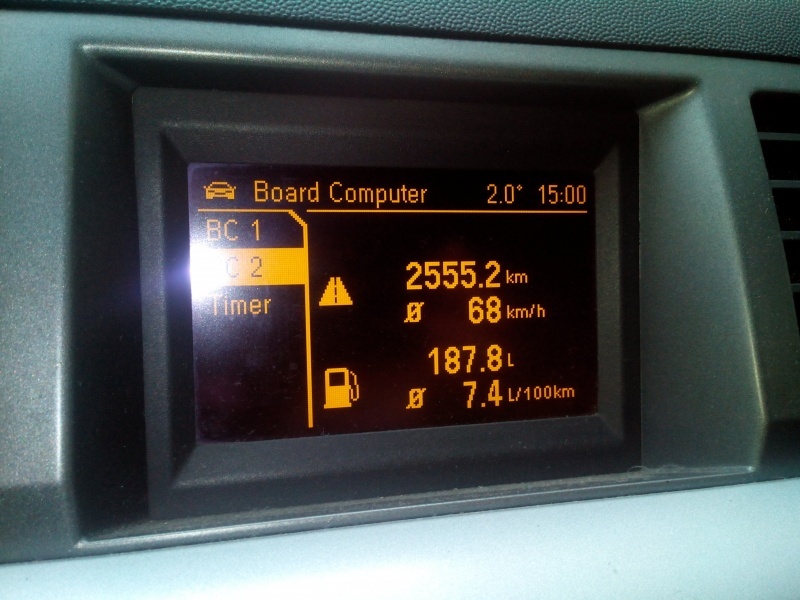 Board Computer 2.0° 15:00
BC 1
BC 2
Timer
2555.2 km
Ø 68 km/h
187.8 L
Ø 7.4 L/100km